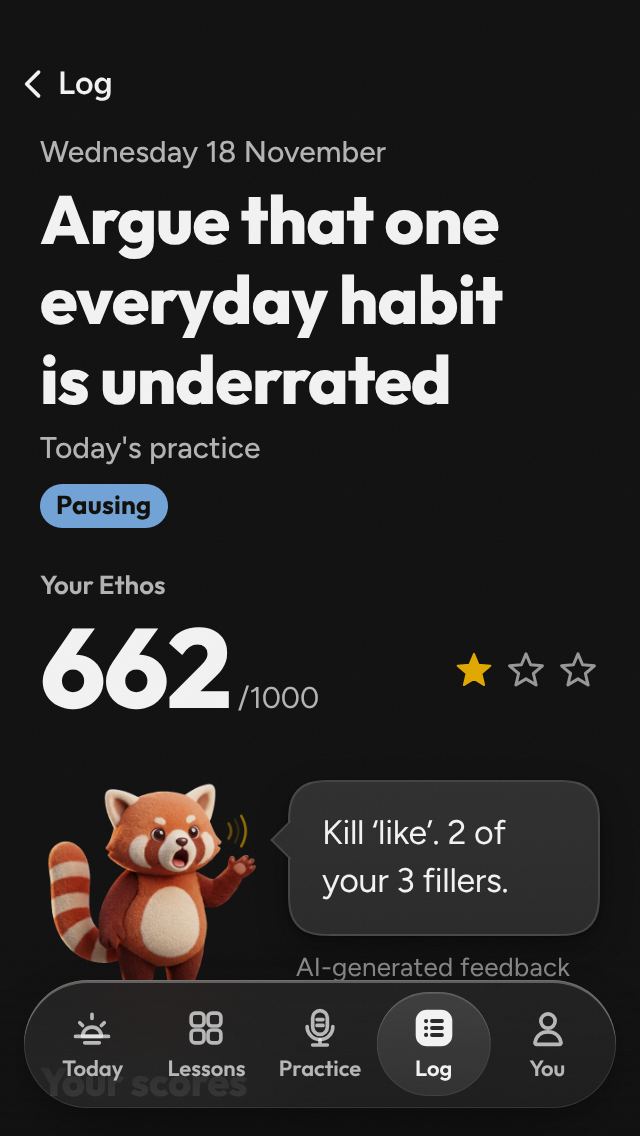 Log
Wednesday 18 November
Argue that one
everyday habit
is underrated
Today's practice
Pausing
Your Ethos
662 /1000
Kill ‘like’. 2 of
your 3 fillers.
AI-generated feedback
Your scores
Today Lessons Practice Log You